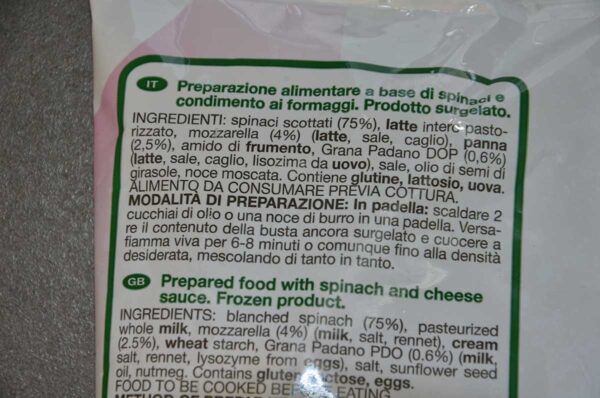 IT Preparazione alimentare a base di spinaci e
condimento ai formaggi. Prodotto surgelato.
INGREDIENTI: spinaci scottati (75%), latte intero pasto-
rizzato, mozzarella (4%) (latte, sale, caglio), panna
(2,5%), amido di frumento, Grana Padano DOP (0,6%)
(latte, sale, caglio, lisozima da uovo), sale, olio di semi di
girasole, noce moscata. Contiene glutine, lattosio, uova.
ALIMENTO DA CONSUMARE PREVIA COTTURA.
MODALITÀ DI PREPARAZIONE: In padella: scaldare 2
cucchiai di olio o una noce di burro in una padella. Versa-
re il contenuto della busta ancora surgelato e cuocere a
fiamma viva per 6-8 minuti o comunque fino alla densità
desiderata, mescolando di tanto in tanto.
GB Prepared food with spinach and cheese
sauce. Frozen product.
INGREDIENTS: blanched spinach (75%), pasteurized
whole milk, mozzarella (4%) (milk, salt, rennet), cream
(2.5%), wheat starch, Grana Padano PDO (0.6%) (milk,
salt, rennet, lysozyme from eggs), salt, sunflower seed
oil, nutmeg. Contains gluten, lactose, eggs.
FOOD TO BE COOKED BEFORE EATING